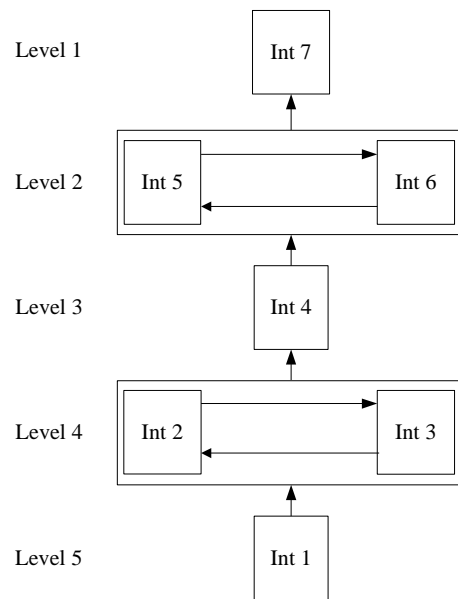 Level 1
Int 7
Level 2
Int 5
Int 6
Level 3
Int 4
Level 4
Int 2
Int 3
Level 5
Int 1